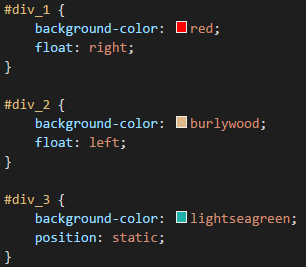 #div_1 {
    background-color: red;
    float: right;
}

#div_2 {
    background-color: burlywood;
    float: left;
}

#div_3 {
    background-color: lightseagreen;
    position: static;
}